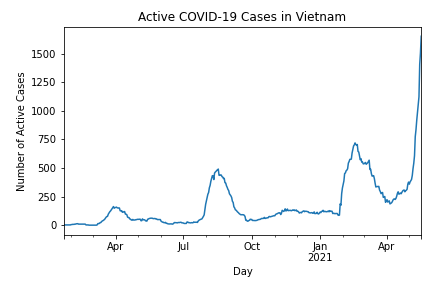 Active COVID-19 Cases in Vietnam
Number of Active Cases
1500
1250
1000
750
500
250
0
Apr
Jul
Oct
Jan
2021
Apr
Day